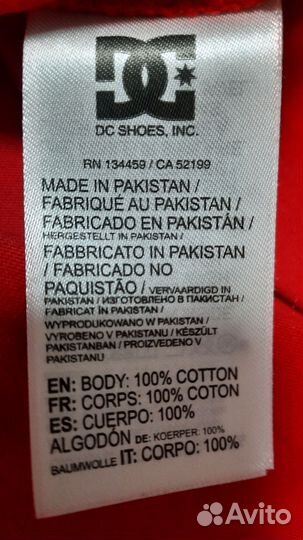 DC SHOES, INC.
RN 134459 / CA 52199
MADE IN PAKISTAN /
FABRIQUÉ AU PAKISTAN /
FABRICADO EN PAKISTÁN /
HERGESTELLT IN PAKISTAN /
FABBRICATO IN PAKISTAN
/ FABRICADO NO
PAQUISTÃO / VERVAARDIGD IN
PAKISTAN / ИЗГОТОВЛЕНО В ПАКИСТАН /
FABRICAT ÎN PAKISTAN /
WYPRODUKOWANO W PAKISTAN /
VYROBENO V PAKISTANU / KÉSZÜLT
PAKISTANBAN / PROIZVEDENO V
PAKISTANU
EN: BODY: 100% COTTON
FR: CORPS: 100% COTON
ES: CUERPO: 100%
ALGODÓN DE: KOERPER: 100%
BAUMWOLLE IT: CORPO: 100%
Avito